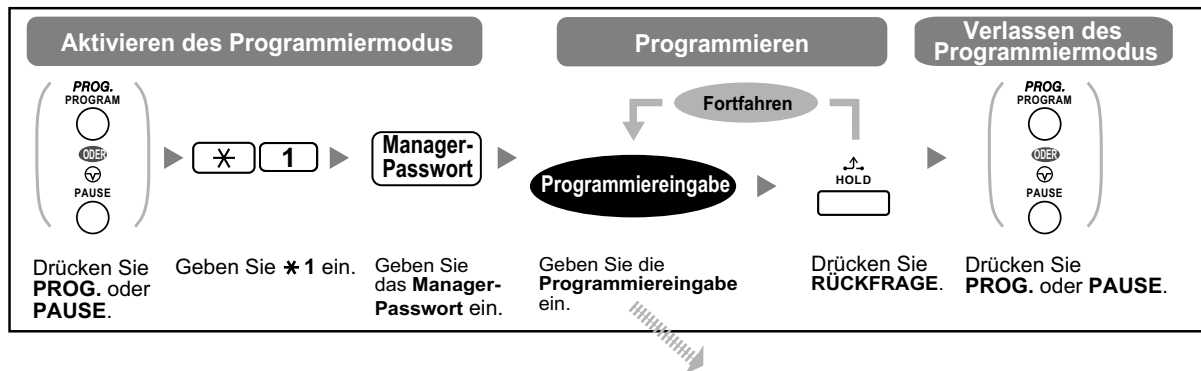 Aktivieren des Programmiermodus
Programmieren
Verlassen des
Programmiermodus
PROG.
PROGRAM
ODER
PAUSE
✳ 1
Manager-
Passwort
Fortfahren
Programmiereingabe
HOLD
PROG.
PROGRAM
ODER
PAUSE
Drücken Sie
PROG. oder
PAUSE.
Geben Sie ✳ 1 ein.
Geben Sie
das Manager-
Passwort ein.
Geben Sie die
Programmiereingabe
ein.
Drücken Sie
RÜCKFRAGE.
Drücken Sie
PROG. oder PAUSE.